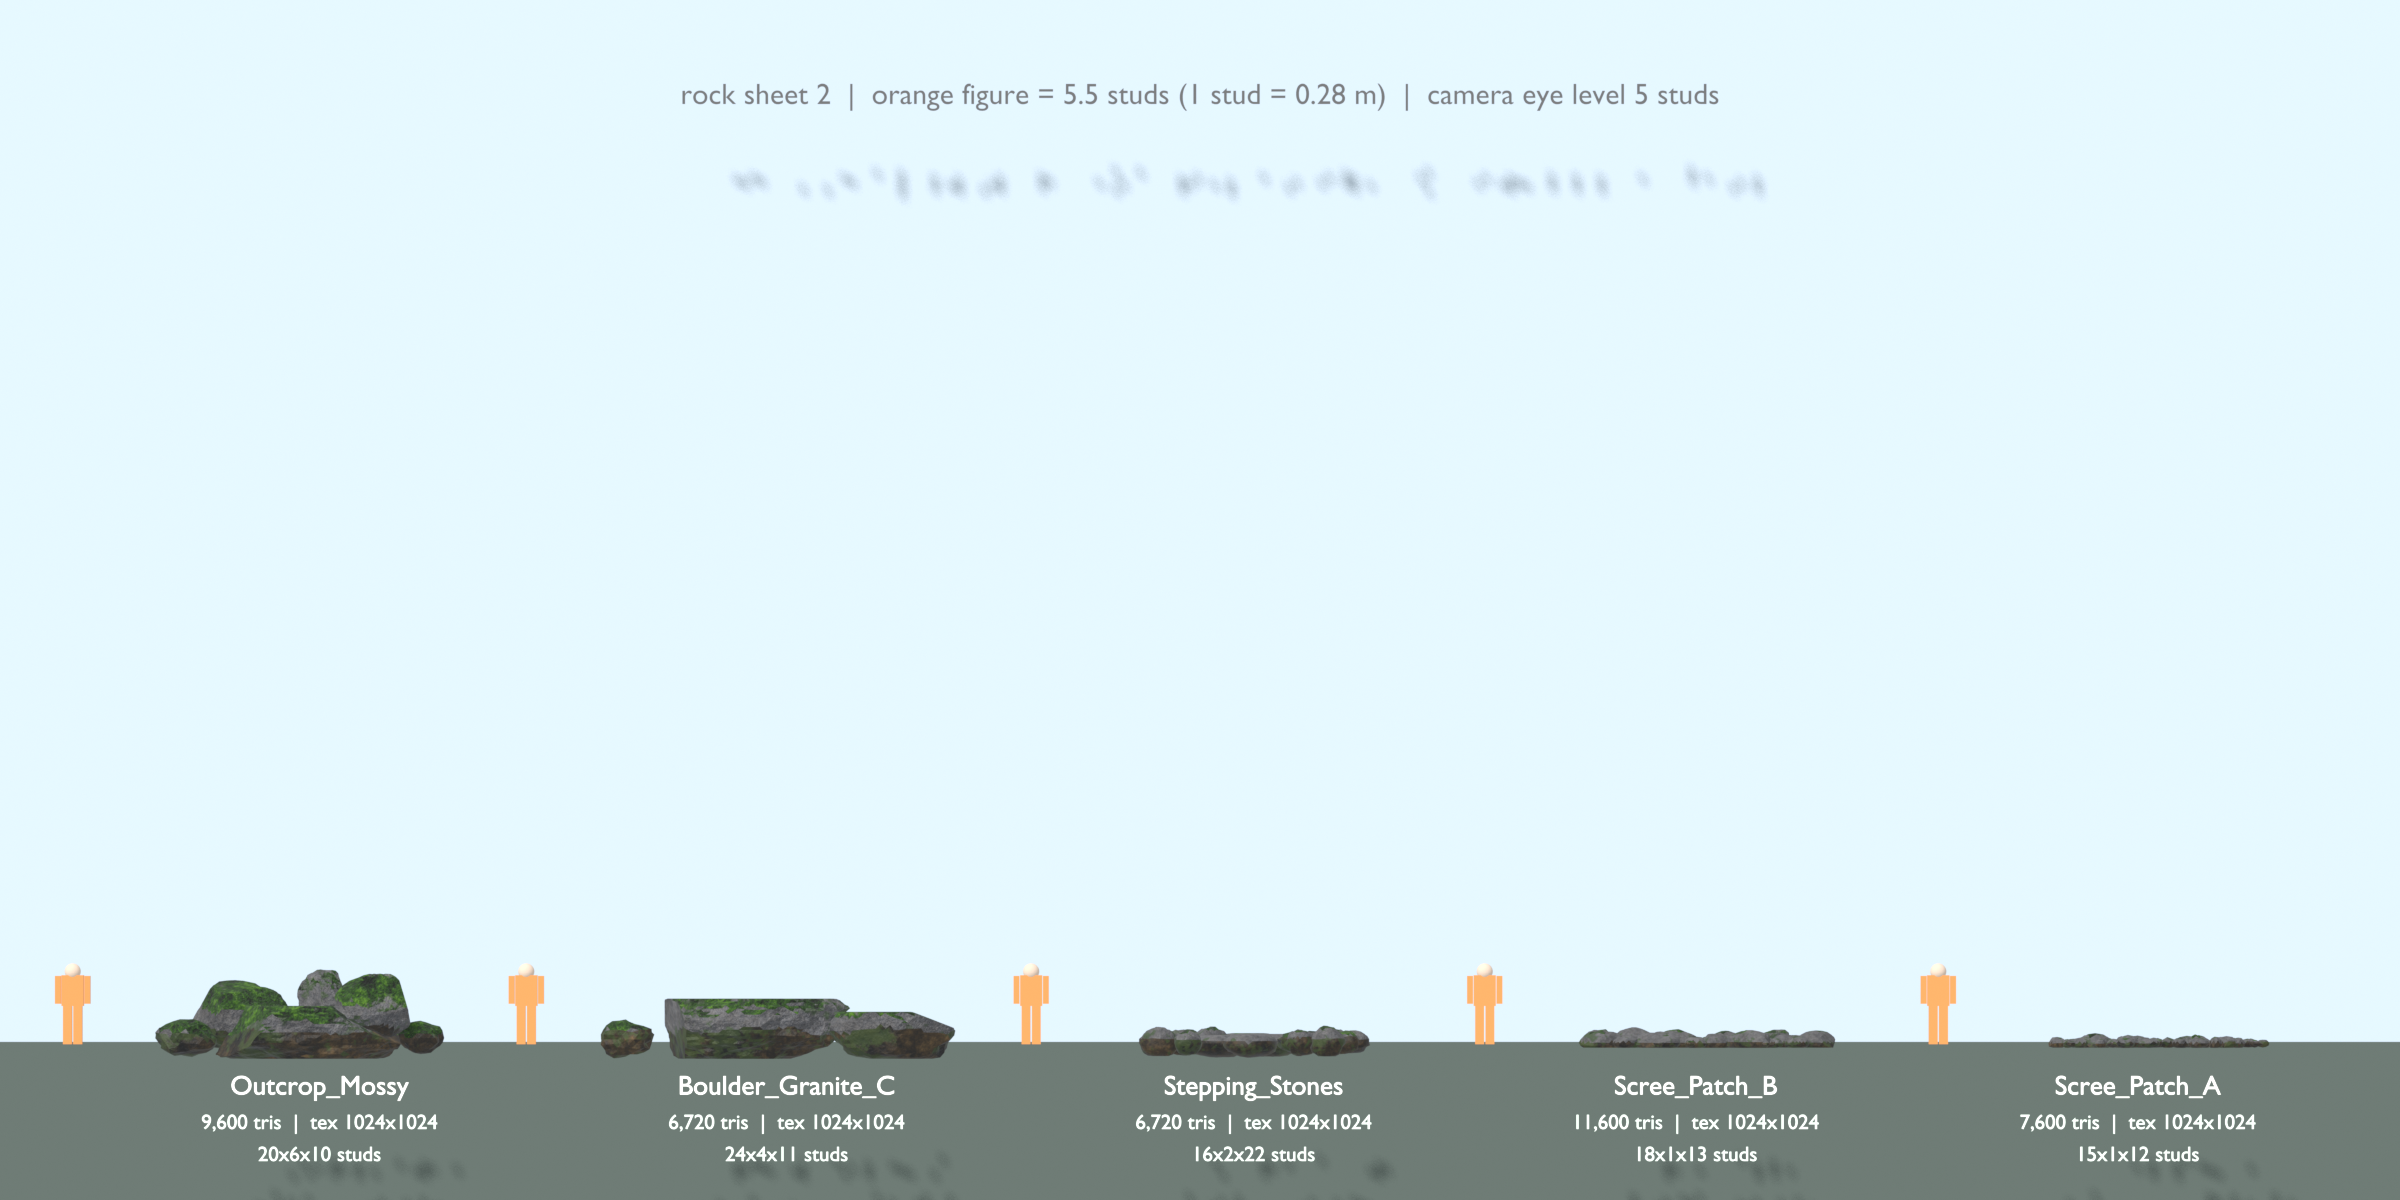 rock sheet 2 | orange figure = 5.5 studs (1 stud = 0.28 m) | camera eye level 5 studs
Outcrop_Mossy
9,600 tris | tex 1024x1024
20x6x10 studs
Boulder_Granite_C
6,720 tris | tex 1024x1024
24x4x11 studs
Stepping_Stones
6,720 tris | tex 1024x1024
16x2x22 studs
Scree_Patch_B
11,600 tris | tex 1024x1024
18x1x13 studs
Scree_Patch_A
7,600 tris | tex 1024x1024
15x1x12 studs